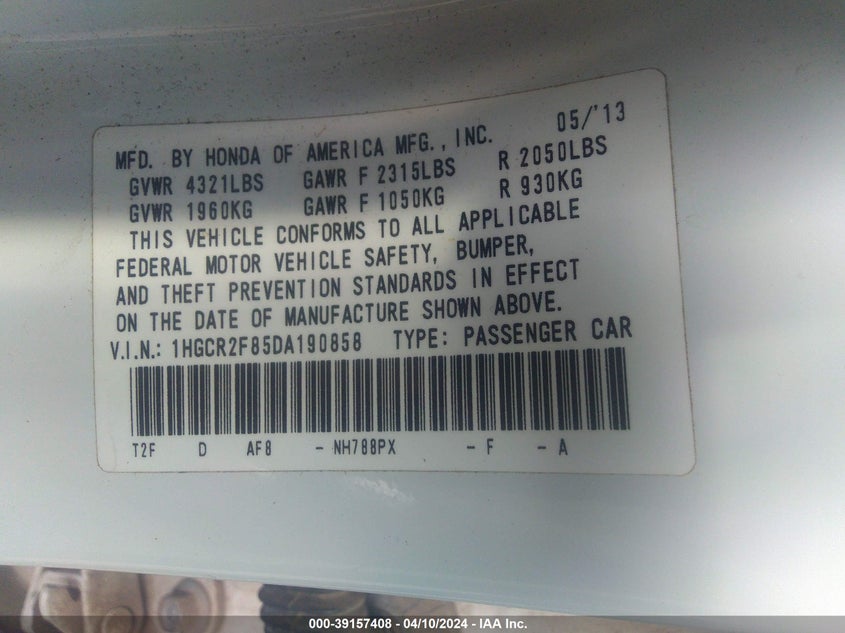 MFD. BY HONDA OF AMERICA MFG., INC. 05/'13
GVWR 4321LBS GAWR F 2315LBS R 2050LBS
GVWR 1960KG GAWR F 1050KG R 930KG
THIS VEHICLE CONFORMS TO ALL APPLICABLE
FEDERAL MOTOR VEHICLE SAFETY, BUMPER,
AND THEFT PREVENTION STANDARDS IN EFFECT
ON THE DATE OF MANUFACTURE SHOWN ABOVE.
V.I.N.: 1HGCR2F85DA190858 TYPE: PASSENGER CAR
T2F D AF8 - NH788PX - F - A
000-39157408 - 04/10/2024 - IAA Inc.